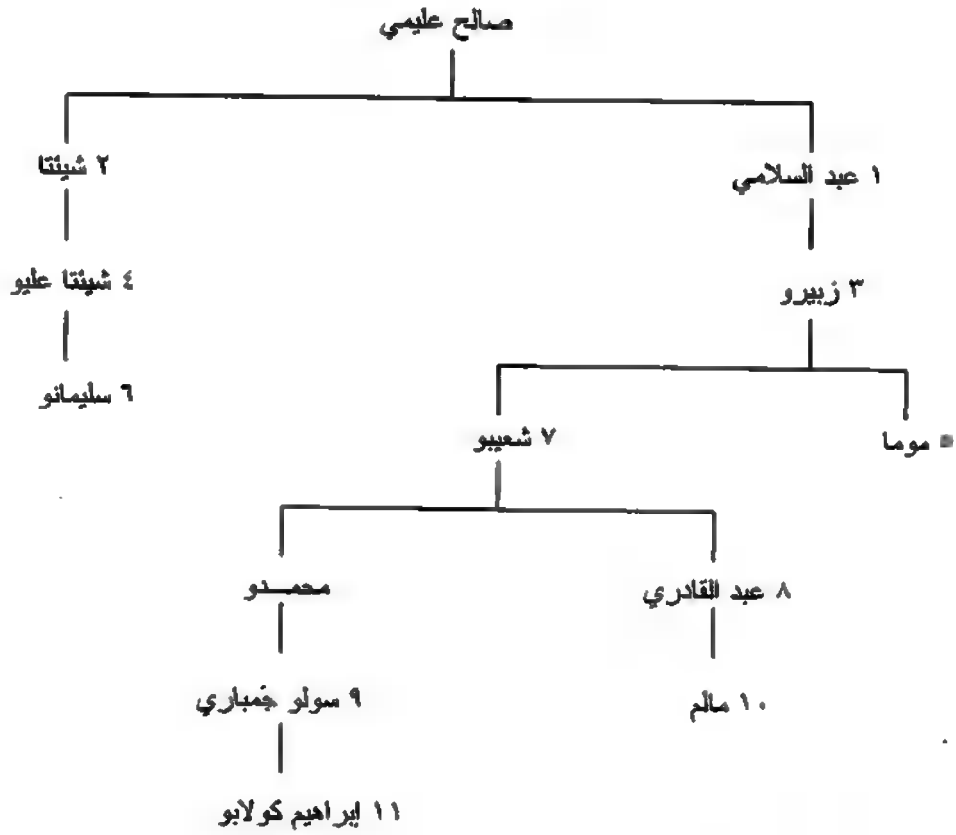 صالح عليمي
١ عبد السلامي
٢ شيئتا
٣ زبيرو
٤ شيئتا عليو
٦ سليمانو
٥ موما
٧ شعيبو
٨ عبد القادري
محمدو
٩ سولو جمباري
١٠ مالم
١١ إبراهيم كولابو